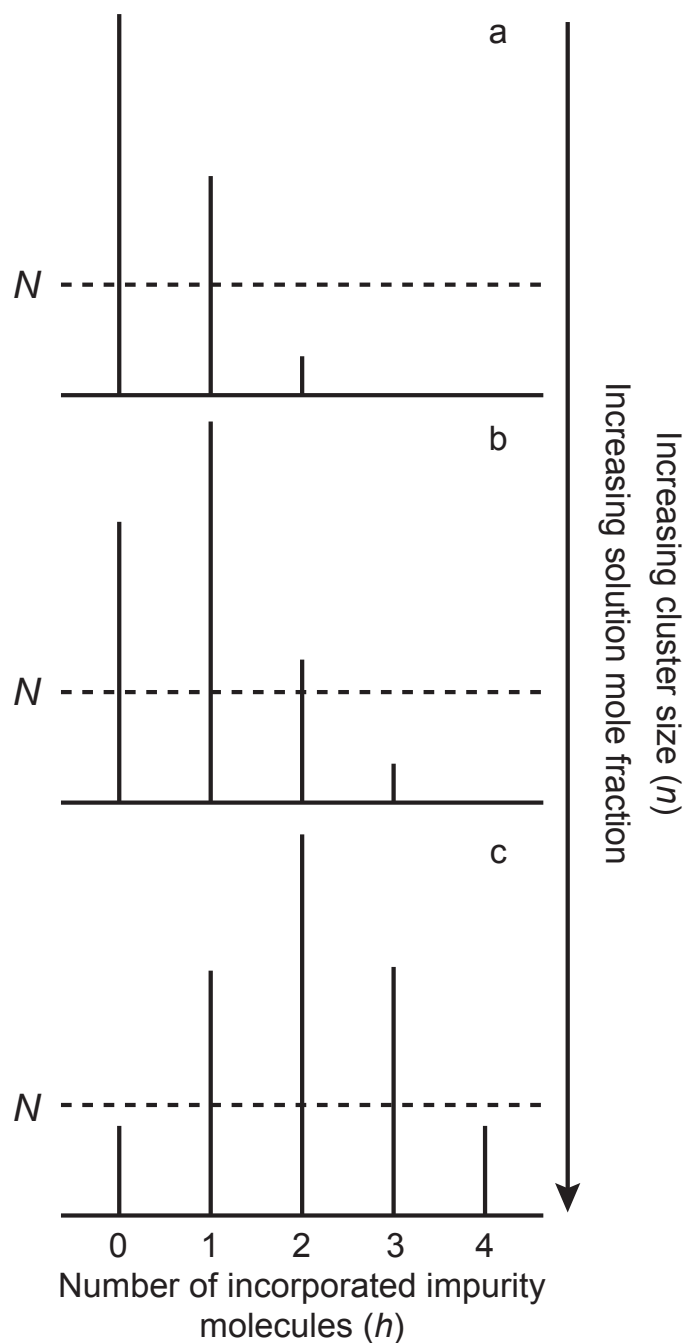 a
N
b
N
c
N
0 1 2 3 4
Number of incorporated impurity
molecules (h)
Increasing cluster size (n)
Increasing solution mole fraction